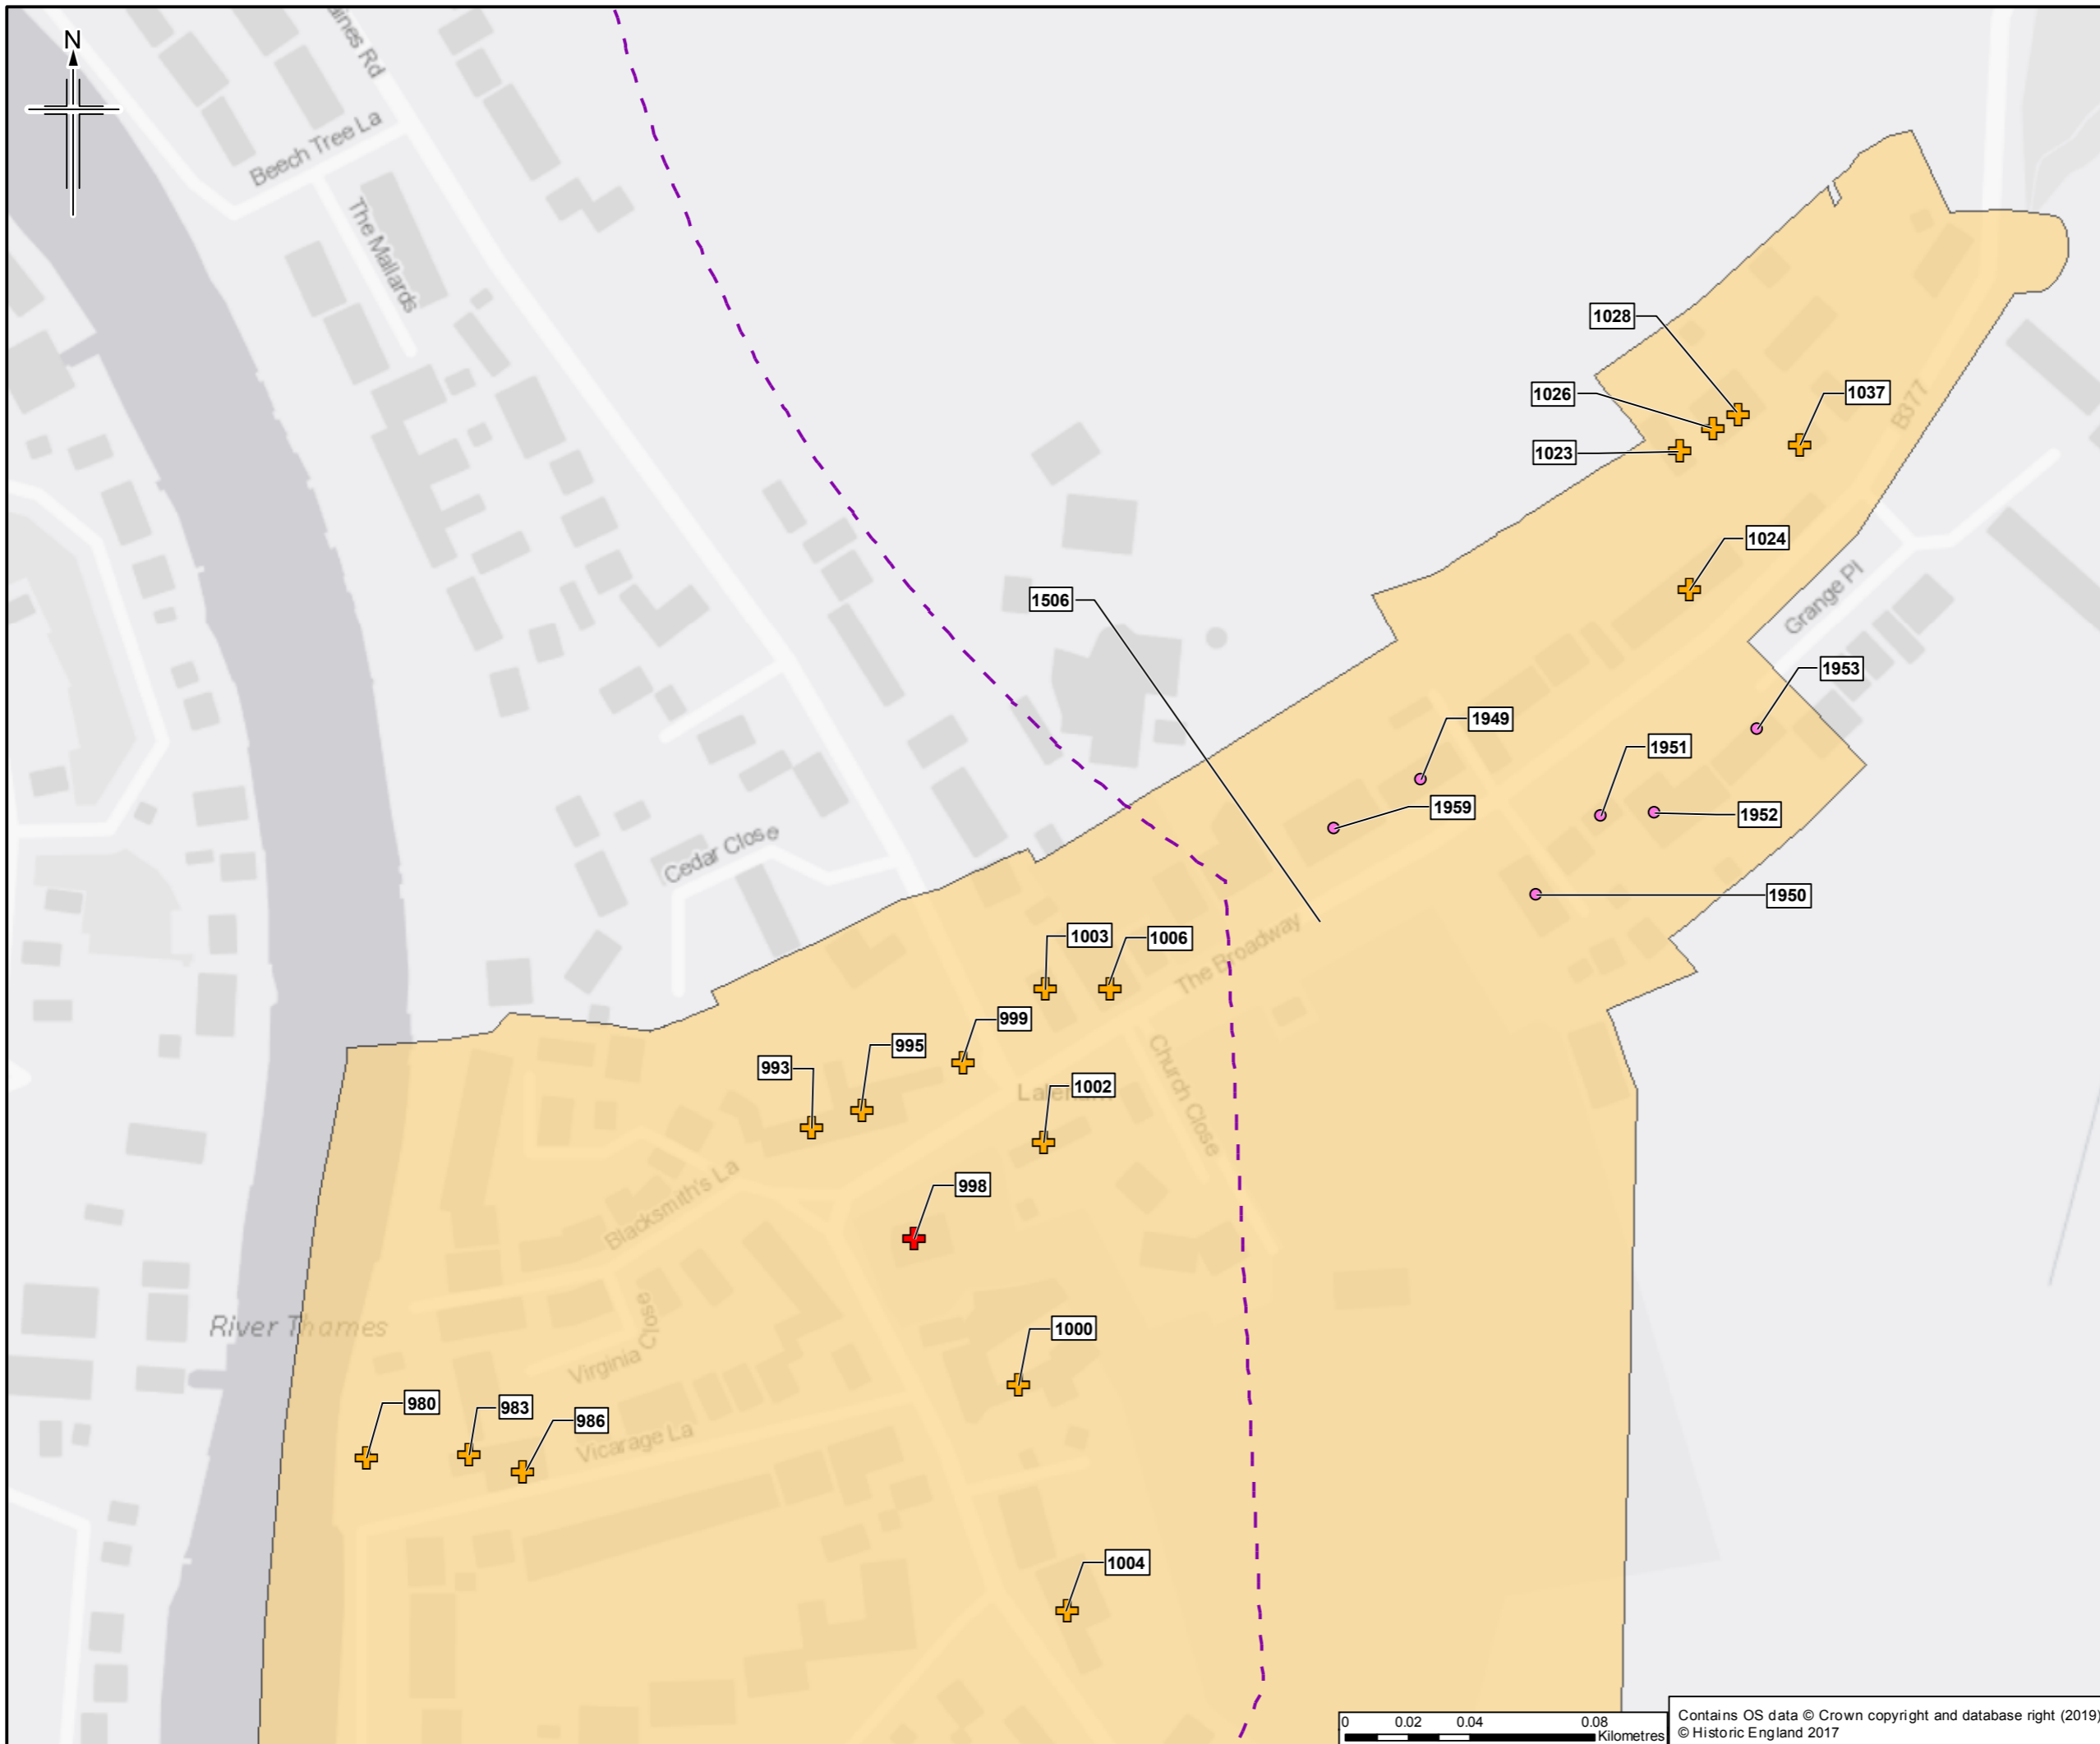 N
aines Rd
Beech Tree La
The Mallards
1028
1026
1037
1023
B377
1024
Grange Pl
1506
1953
1949
1951
1959
1952
Cedar Close
1950
1003
1006
The Broadway
999
995
993
1002
Church Close
998
Blacksmith's La
River Thames
Virginia Close
1000
980
983
986
Vicarage La
1004
0 0.02 0.04 0.08
Kilometres
Contains OS data © Crown copyright and database right (2019)
© Historic England 2017